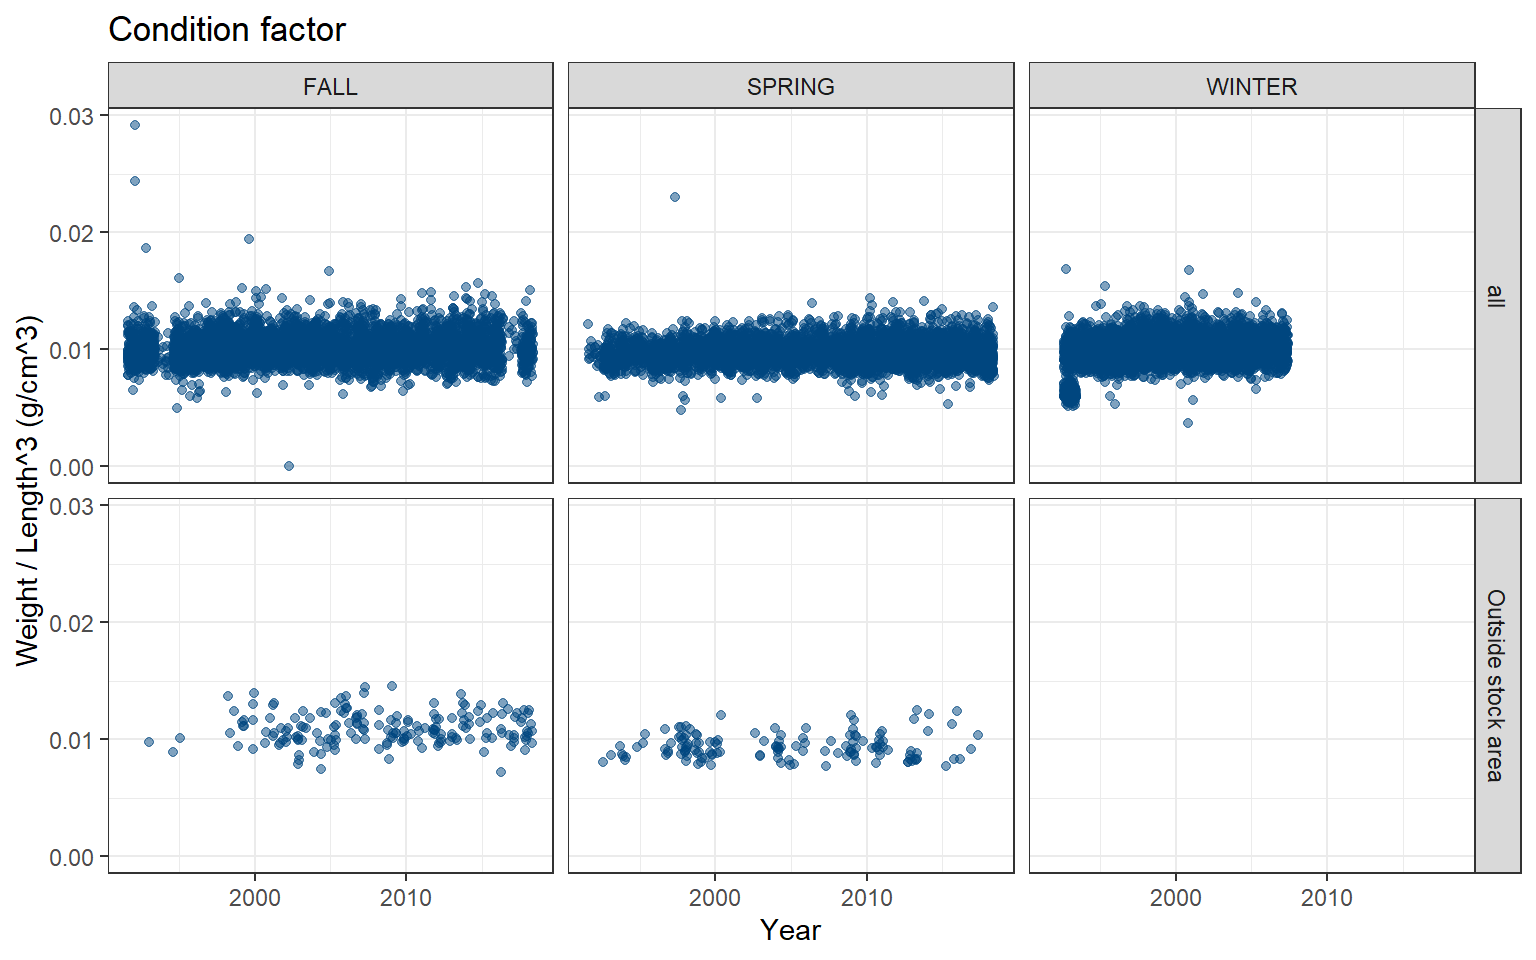 Condition factor
FALL
SPRING
WINTER
Weight / Length^3 (g/cm^3)
0.03
0.02
0.01
0.00
all
0.03
0.02
0.01
0.00
Outside stock area
2000
2010
2000
2010
2000
2010
Year